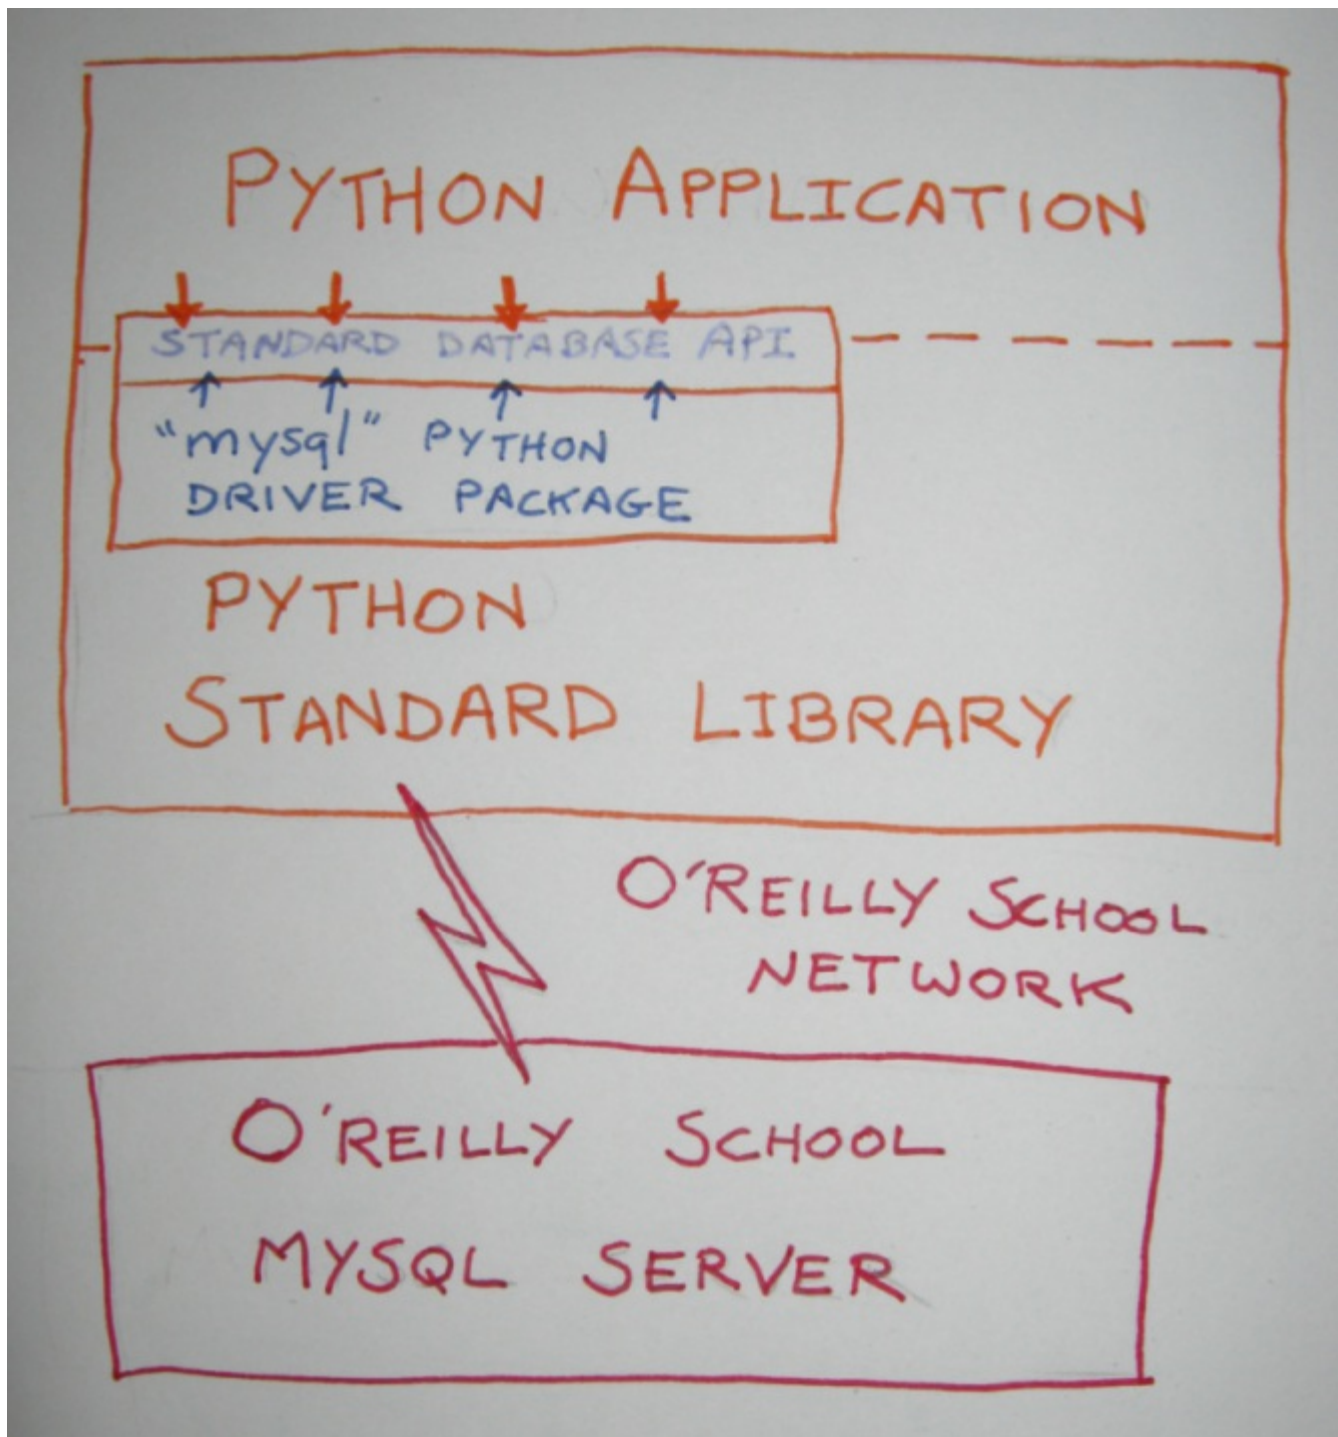 PYTHON APPLICATION
STANDARD DATABASE API
"mysql" PYTHON
DRIVER PACKAGE
PYTHON
STANDARD LIBRARY
O'REILLY SCHOOL
NETWORK
O'REILLY SCHOOL
MYSQL SERVER